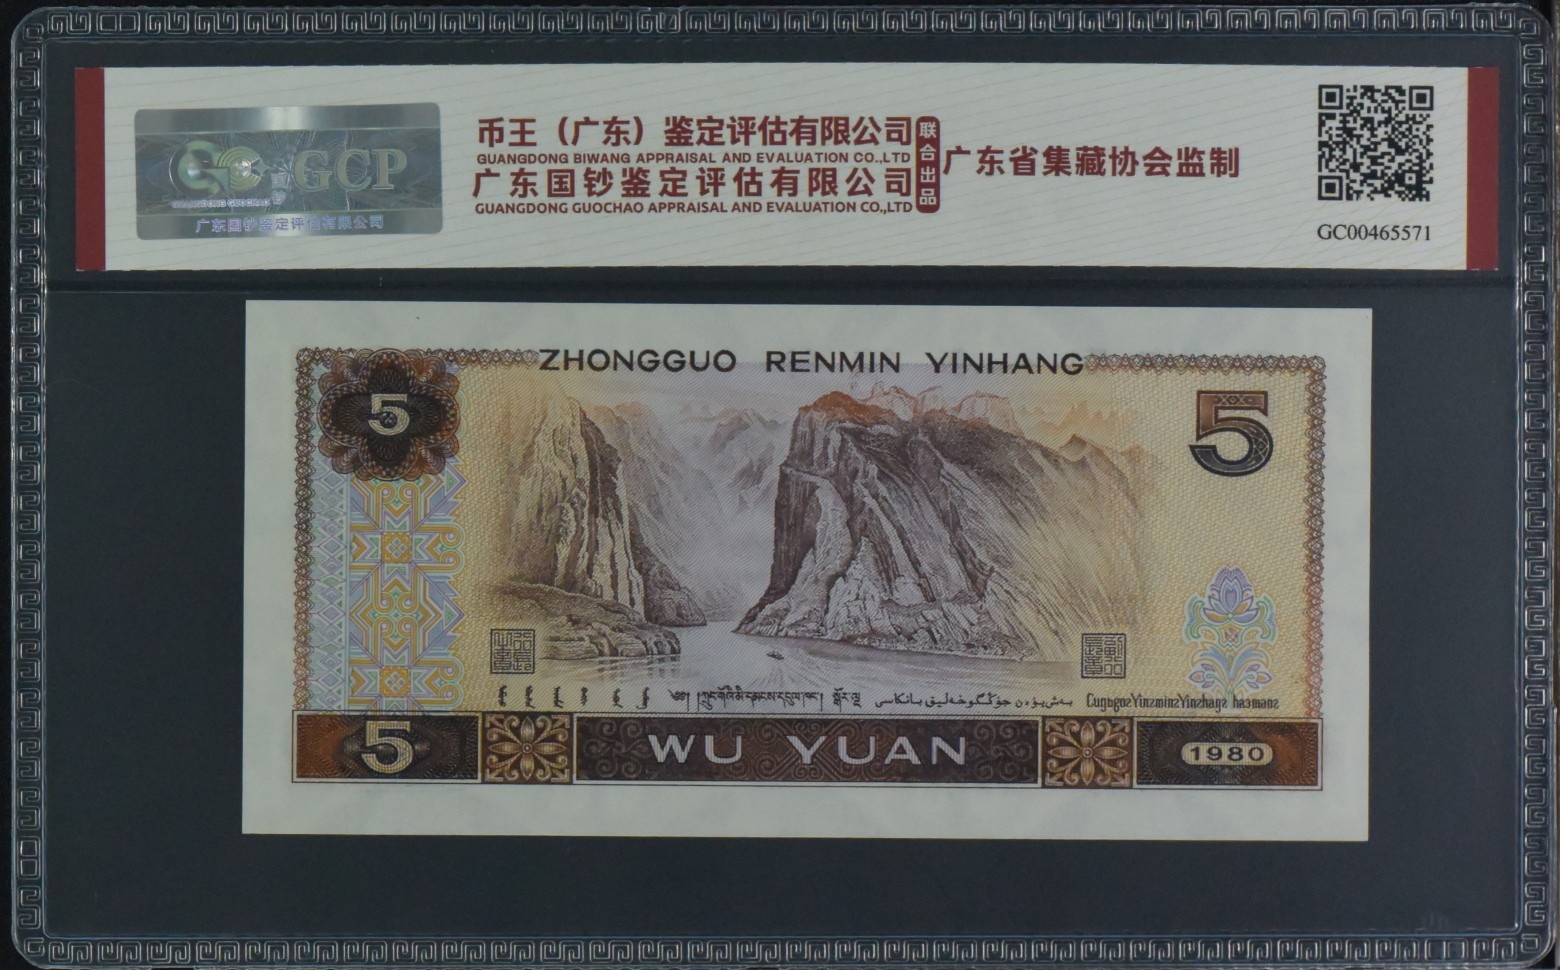 GCP
GUANGDONG GUOCHAO
广东国钞鉴定评估有限公司
币王（广东）鉴定评估有限公司
GUANGDONG BIWANG APPRAISAL AND EVALUATION CO.,LTD
广东国钞鉴定评估有限公司
GUANGDONG GUOCHAO APPRAISAL AND EVALUATION CO.,LTD
联合出品
广东省集藏协会监制
GC00465571
ZHONGGUO RENMIN YINHANG
5
5
5
WU YUAN
1980